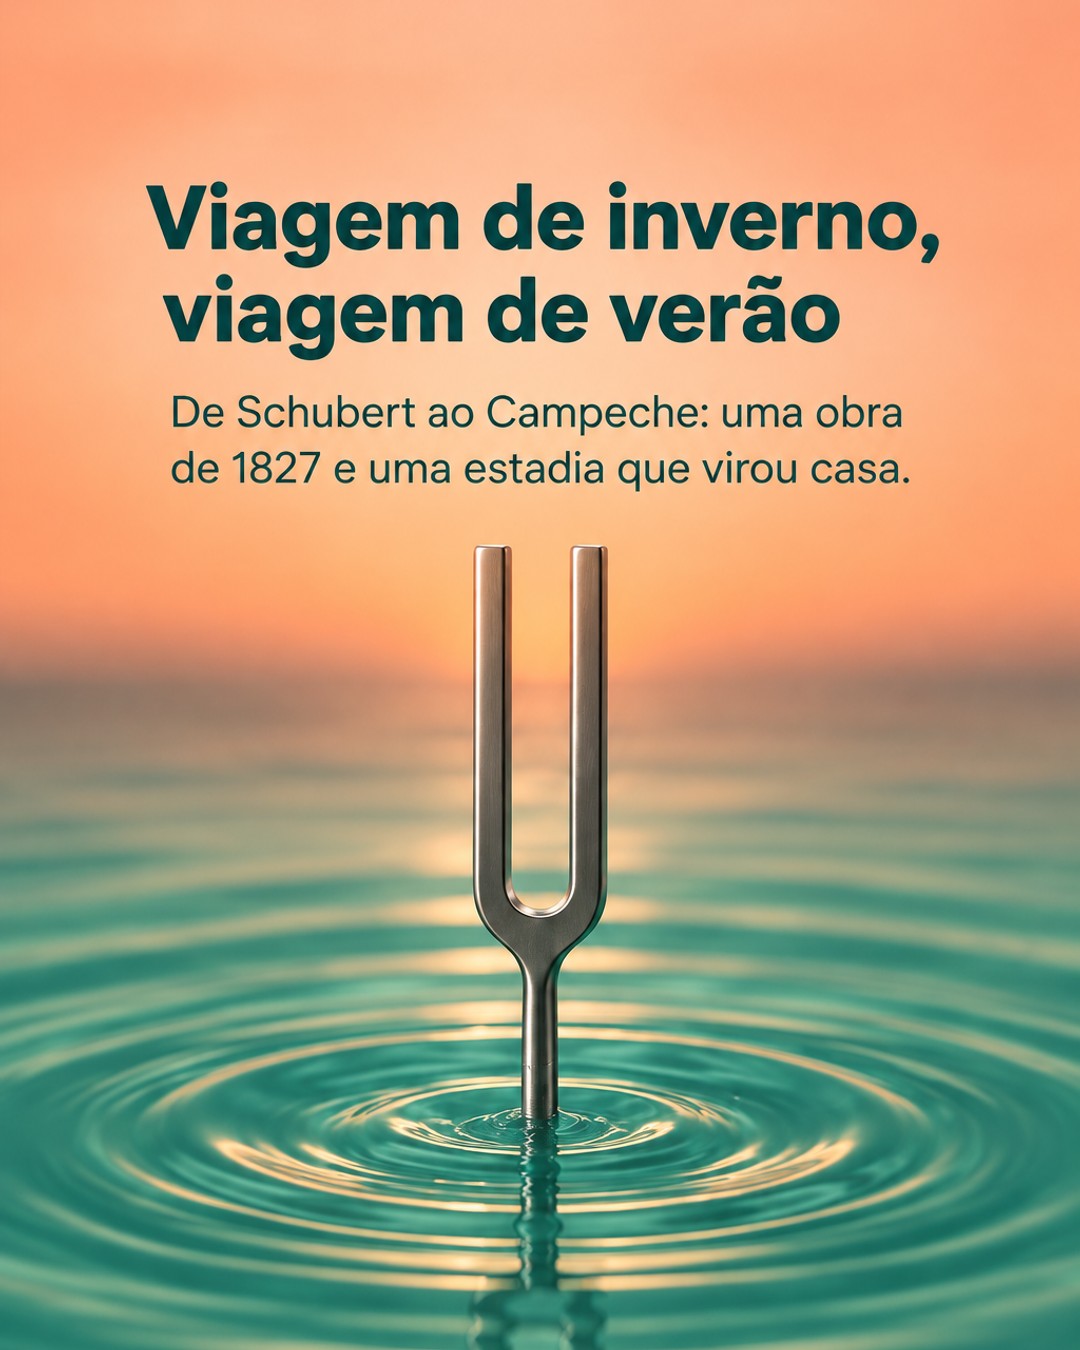 Viagem de inverno,
viagem de verão
De Schubert ao Campeche: uma obra
de 1827 e uma estadia que virou casa.